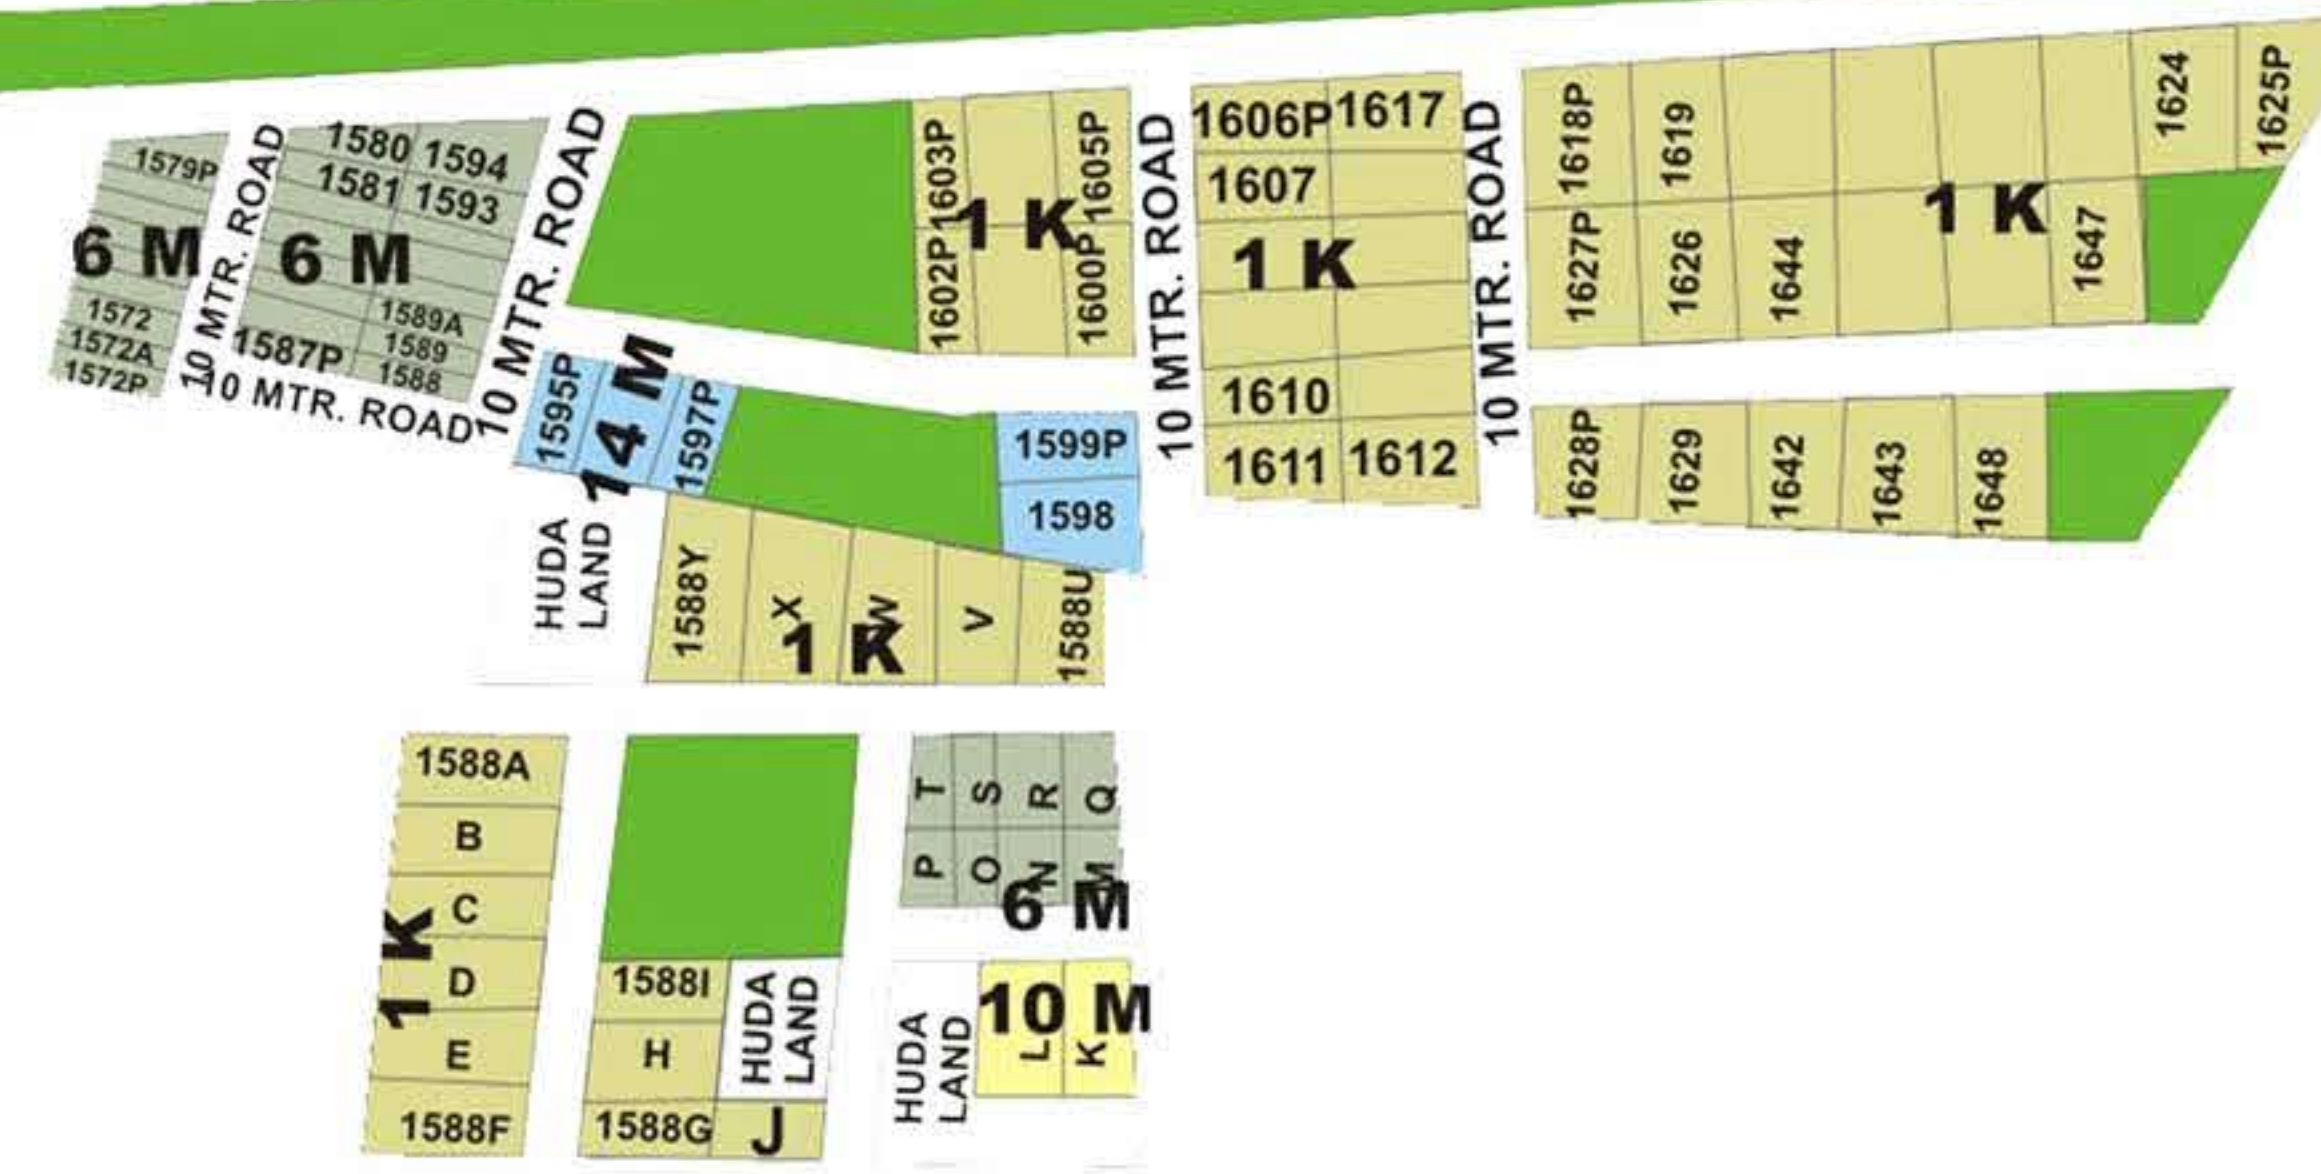 1579P
6 M
1572
1572A
1572P
10 MTR. ROAD
1580 1594
1581 1593
6 M
1589A
1587P 1589
1588
10 MTR. ROAD
10 MTR. ROAD
1603P
1605P
1 K
1602P
1600P
10 MTR. ROAD
1606P 1617
1607
1 K
1610
1611 1612
10 MTR. ROAD
1618P
1619
1624
1625P
1 K
1627P
1626
1644
1647
1628P
1629
1642
1643
1648
1595P
14 M
1597P
1599P
1598
HUDA
LAND
1588Y
X
W
V
1588U
1 K
1588A
B
C
D
E
1588F
1 K
1588I
H
1588G
J
HUDA
LAND
T
S
R
Q
P
O
N
M
6 M
HUDA
LAND
10 M
L
K